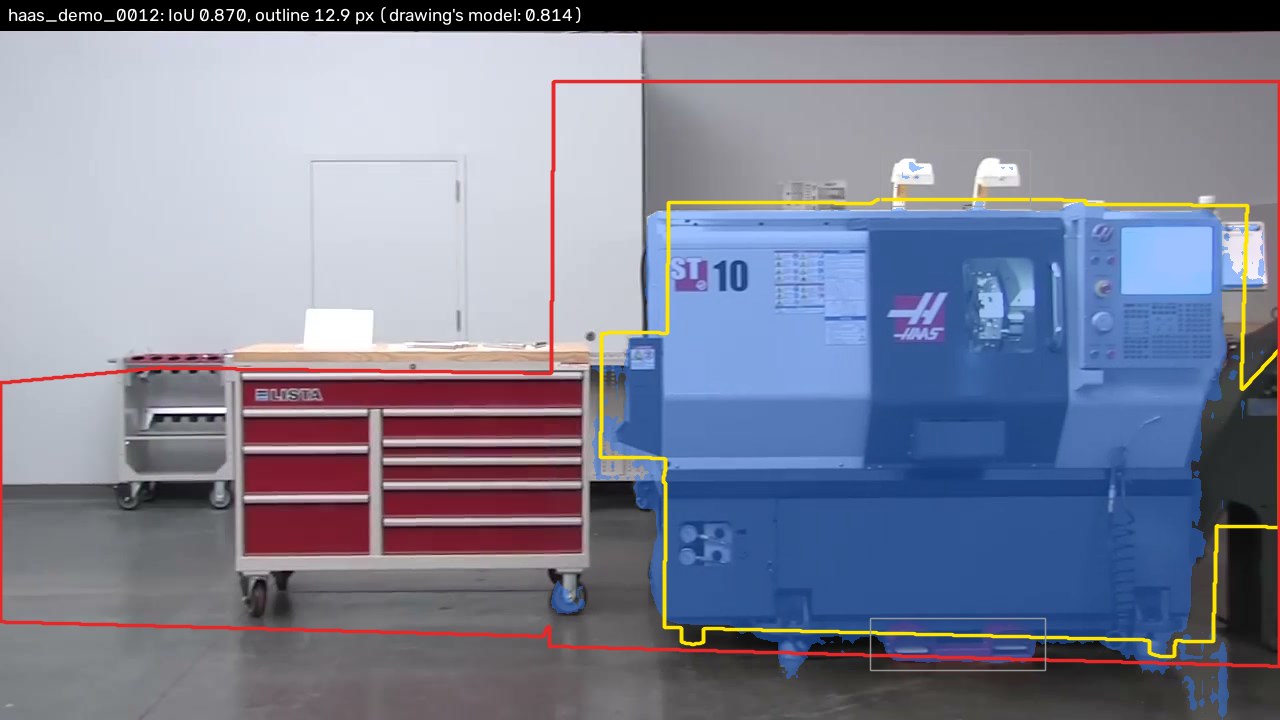 haas_demo_0012: IoU 0.870, outline 12.9 px (drawing's model: 0.814)
ST 10
HAAS
LISTA